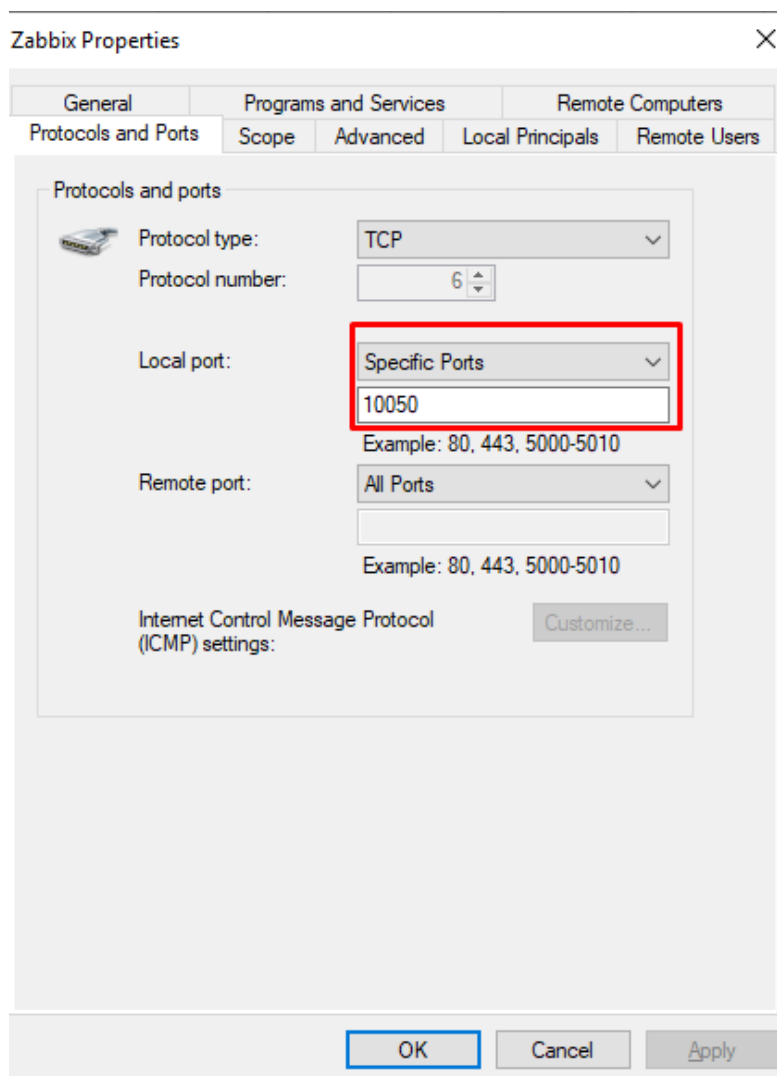 Zabbix Properties
General Programs and Services Remote Computers
Protocols and Ports Scope Advanced Local Principals Remote Users
Protocols and ports
Protocol type: TCP
Protocol number: 6
Local port: Specific Ports
10050
Example: 80, 443, 5000-5010
Remote port: All Ports
Example: 80, 443, 5000-5010
Internet Control Message Protocol Customize...
(ICMP) settings:
OK Cancel Apply